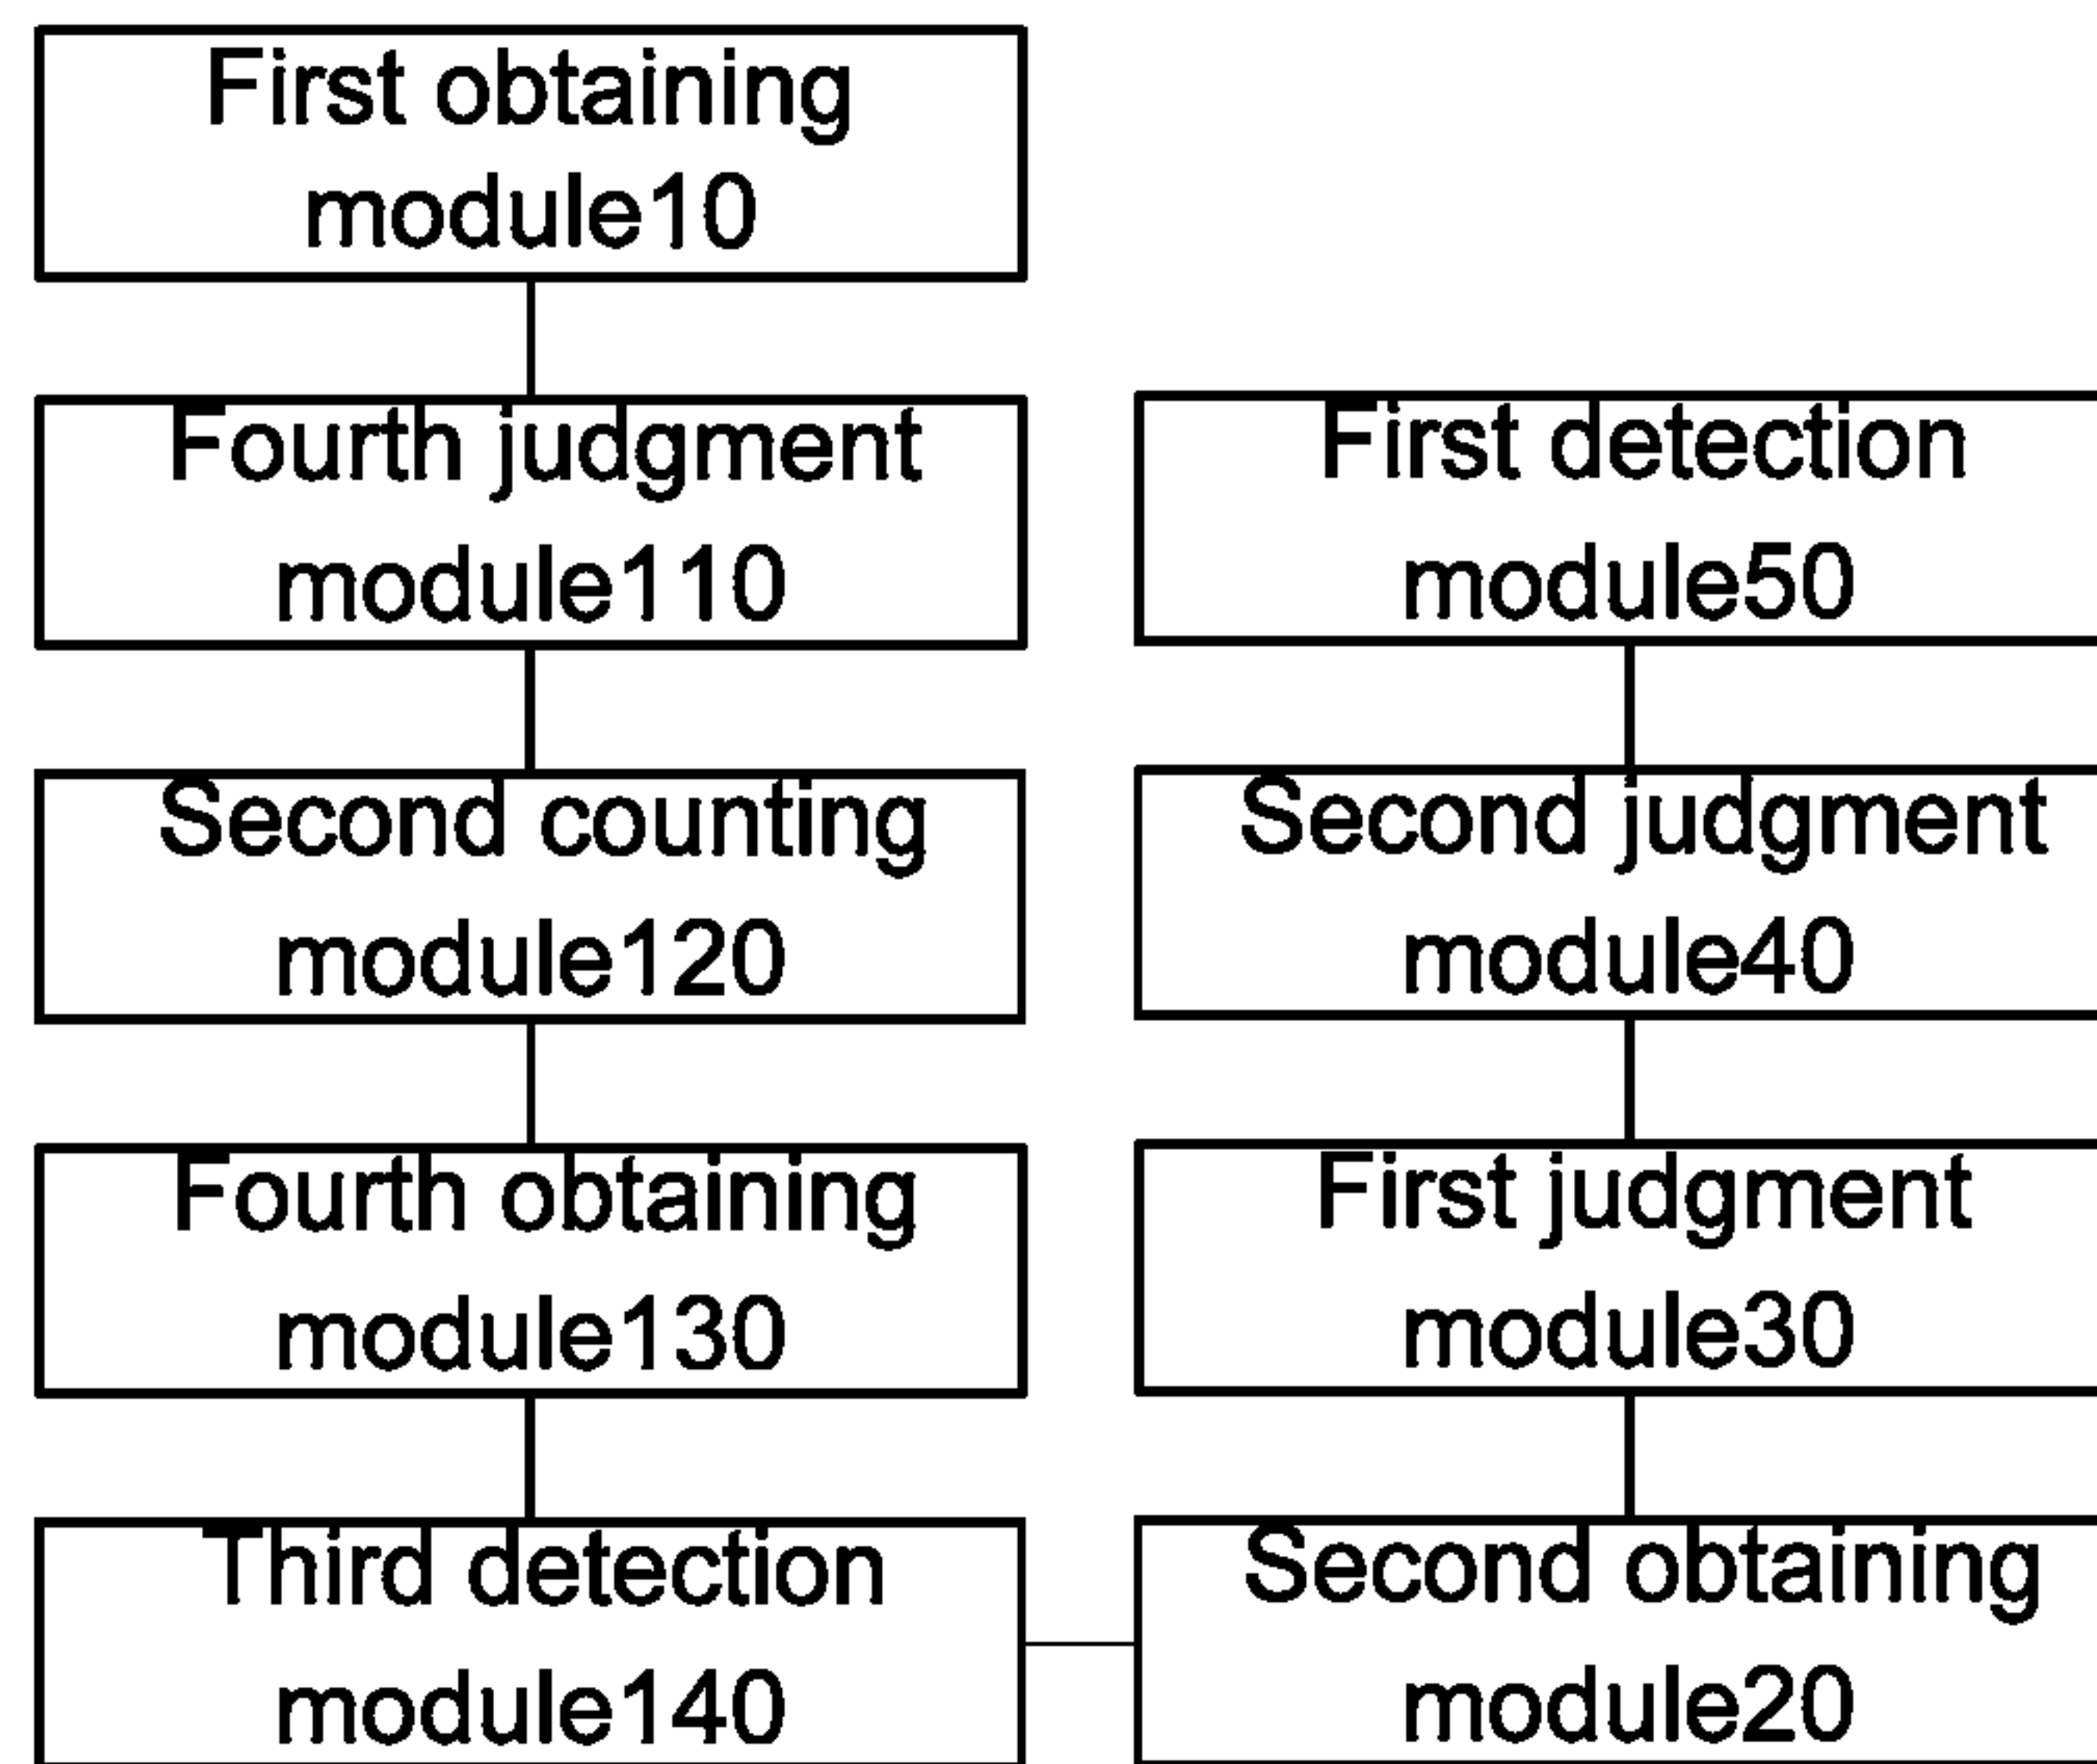 First obtaining
module10
Fourth judgment
module110
Second counting
module120
Fourth obtaining
module130
Third detection
module140
First detection
module50
Second judgment
module40
First judgment
module30
Second obtaining
module20